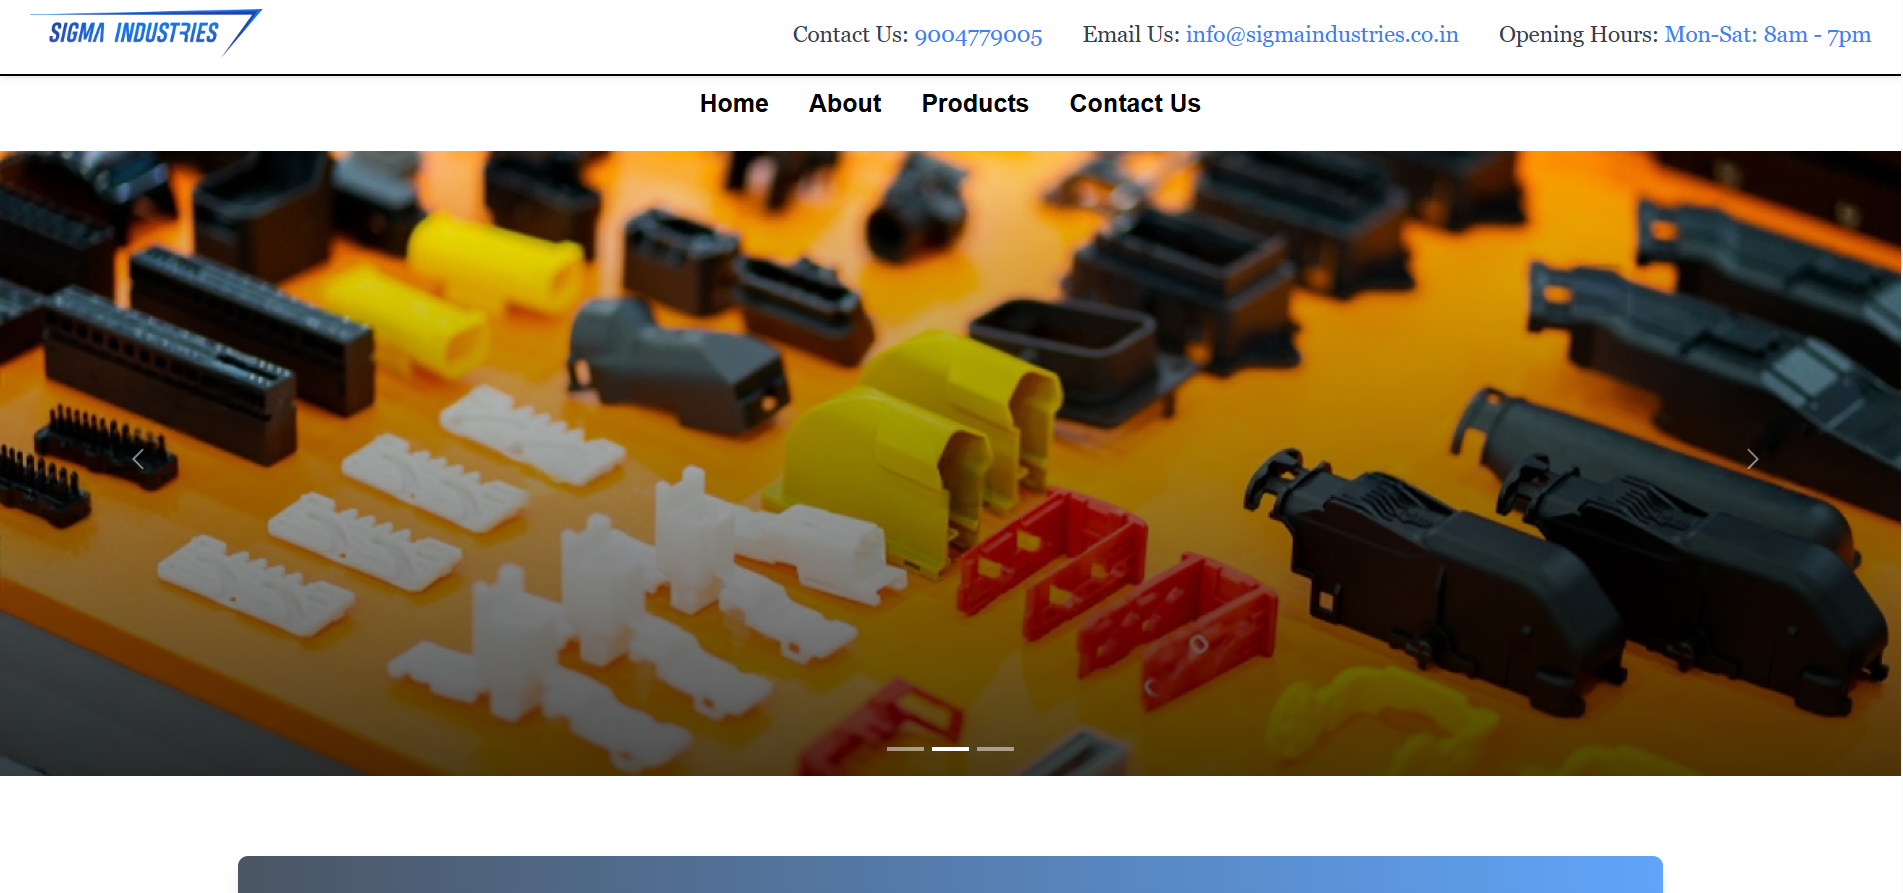 SIGMA INDUSTRIES
Contact Us: 9004779005 Email Us: info@sigmaindustries.co.in Opening Hours: Mon-Sat: 8am - 7pm
Home About Products Contact Us